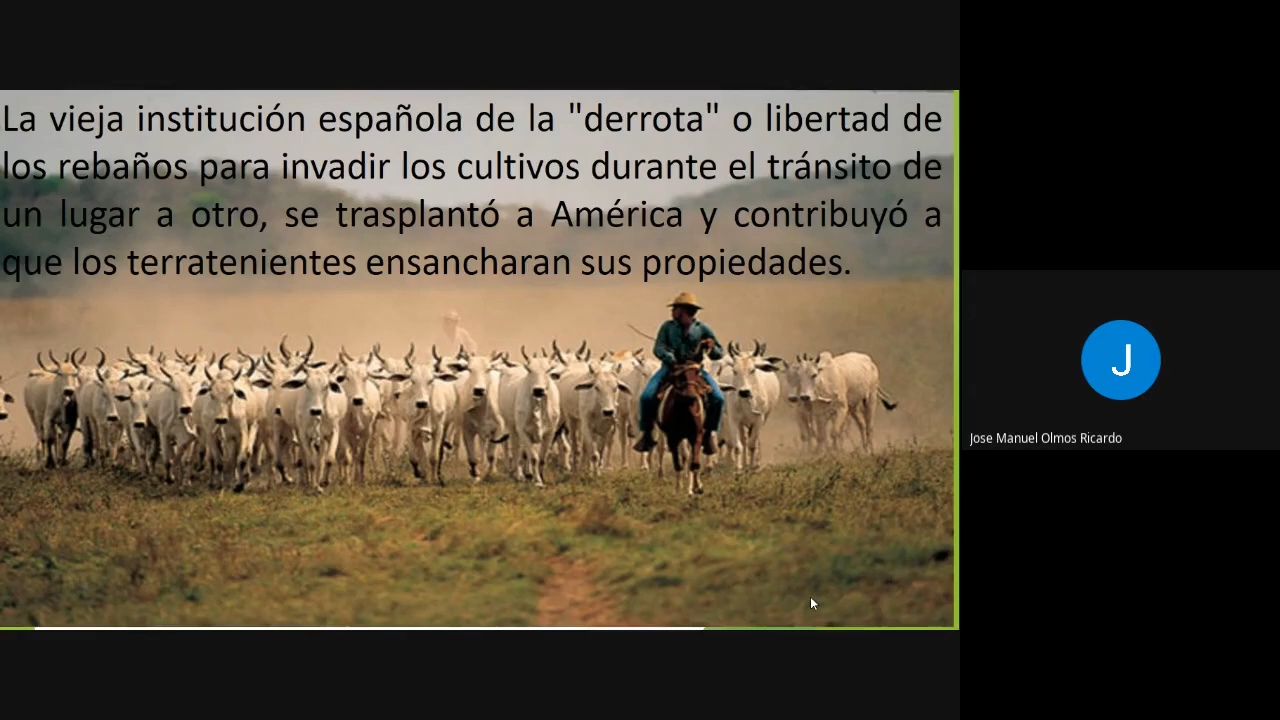 La vieja institución española de la "derrota" o libertad de
los rebaños para invadir los cultivos durante el tránsito de
un lugar a otro, se trasplantó a América y contribuyó a
que los terratenientes ensancharan sus propiedades.
J
Jose Manuel Olmos Ricardo